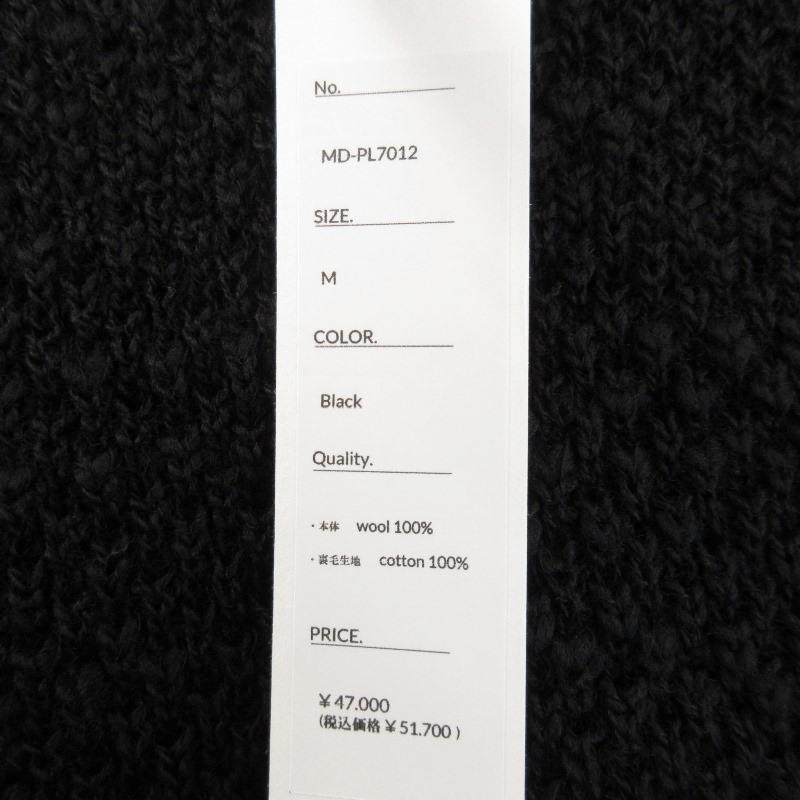 No.
MD-PL7012
SIZE.
M
COLOR.
Black
Quality.
・本体 wool 100%
・裏毛生地 cotton 100%
PRICE.
￥47.000
(税込価格￥51.700)